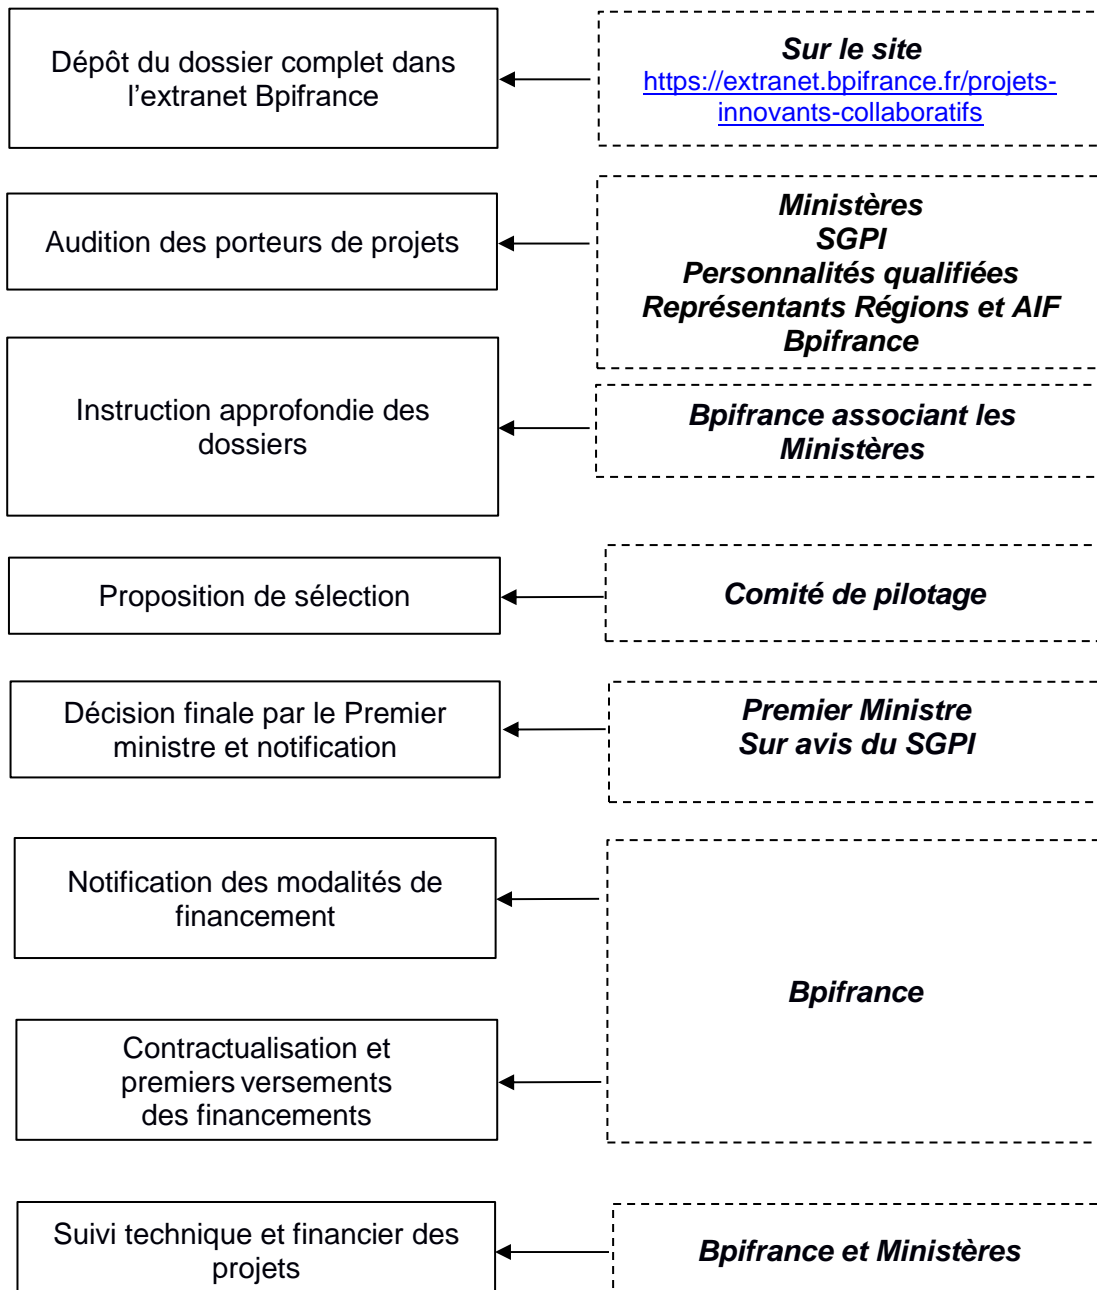 Dépôt du dossier complet dans
l'extranet Bpifrance
Sur le site
https://extranet.bpifrance.fr/projets-
innovants-collaboratifs
Audition des porteurs de projets
Ministères
SGPI
Personnalités qualifiées
Représentants Régions et AIF
Bpifrance
Instruction approfondie des
dossiers
Bpifrance associant les
Ministères
Proposition de sélection
Comité de pilotage
Décision finale par le Premier
ministre et notification
Premier Ministre
Sur avis du SGPI
Notification des modalités de
financement
Bpifrance
Contractualisation et
premiers versements
des financements
Suivi technique et financier des
projets
Bpifrance et Ministères